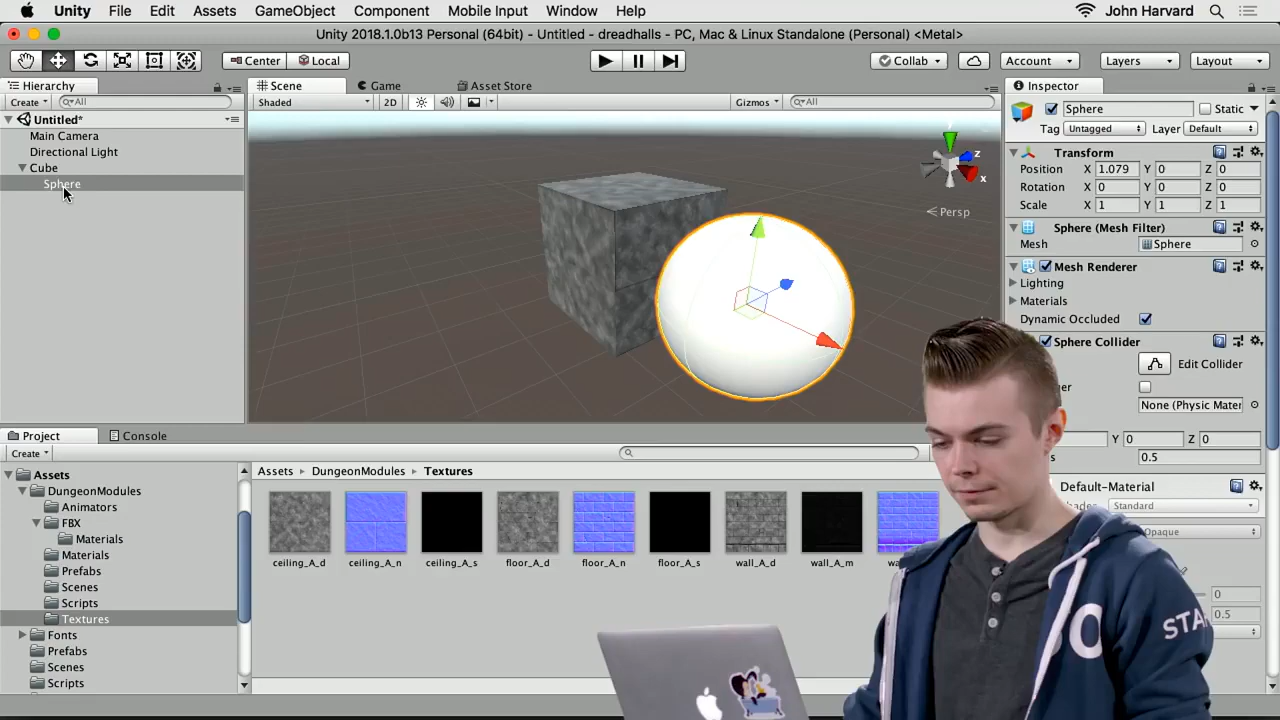 Unity File Edit Assets GameObject Component Mobile Input Window Help John Harvard
Unity 2018.1.0b13 Personal (64bit) - Untitled - dreadhalls - PC, Mac & Linux Standalone (Personal) <Metal>
Center Local Collab Account Layers Layout
Hierarchy
Create All
Untitled*
Main Camera
Directional Light
Cube
Sphere
Scene Game Asset Store
Shaded 2D Gizmos All
z
x
Persp
Inspector
Sphere Static
Tag Untagged Layer Default
Transform
Position X 1.079 Y 0 Z 0
Rotation X 0 Y 0 Z 0
Scale X 1 Y 1 Z 1
Sphere (Mesh Filter)
Mesh Sphere
Mesh Renderer
Lighting
Materials
Dynamic Occluded
Sphere Collider
Edit Collider
None (Physic Mater
Y 0 Z 0
0.5
Default-Material
Standard
Opaque
0
0.5
Project Console
Create
Assets
DungeonModules
Animators
FBX
Materials
Materials
Prefabs
Scenes
Scripts
Textures
Fonts
Prefabs
Scenes
Scripts
Assets DungeonModules Textures
ceiling_A_d ceiling_A_n ceiling_A_s floor_A_d floor_A_n floor_A_s wall_A_d wall_A_m
STAN